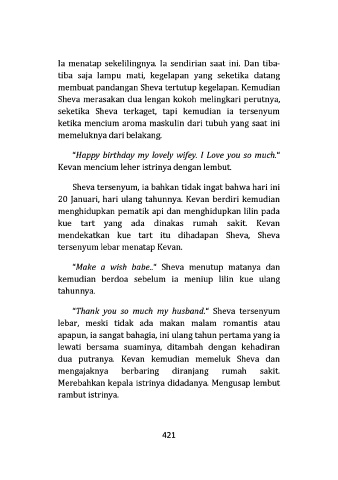 Ia menatap sekelilingnya. Ia sendirian saat ini. Dan tiba-
tiba saja lampu mati, kegelapan yang seketika datang
membuat pandangan Sheva tertutup kegelapan. Kemudian
Sheva merasakan dua lengan kokoh melingkari perutnya,
seketika Sheva terkaget, tapi kemudian ia tersenyum
ketika mencium aroma maskulin dari tubuh yang saat ini
memeluknya dari belakang.
"Happy birthday my lovely wifey. I Love you so much."
Kevan mencium leher istrinya dengan lembut.
Sheva tersenyum, ia bahkan tidak ingat bahwa hari ini
20 Januari, hari ulang tahunnya. Kevan berdiri kemudian
menghidupkan pematik api dan menghidupkan lilin pada
kue tart yang ada dinakas rumah sakit. Kevan
mendekatkan kue tart itu dihadapan Sheva, Sheva
tersenyum lebar menatap Kevan.
"Make a wish babe.." Sheva menutup matanya dan
kemudian berdoa sebelum ia meniup lilin kue ulang
tahunnya.
"Thank you so much my husband." Sheva tersenyum
lebar, meski tidak ada makan malam romantis atau
apapun, ia sangat bahagia, ini ulang tahun pertama yang ia
lewati bersama suaminya, ditambah dengan kehadiran
dua putranya. Kevan kemudian memeluk Sheva dan
mengajaknya berbaring diranjang rumah sakit.
Merebahkan kepala istrinya didadanya. Mengusap lembut
rambut istrinya.
421